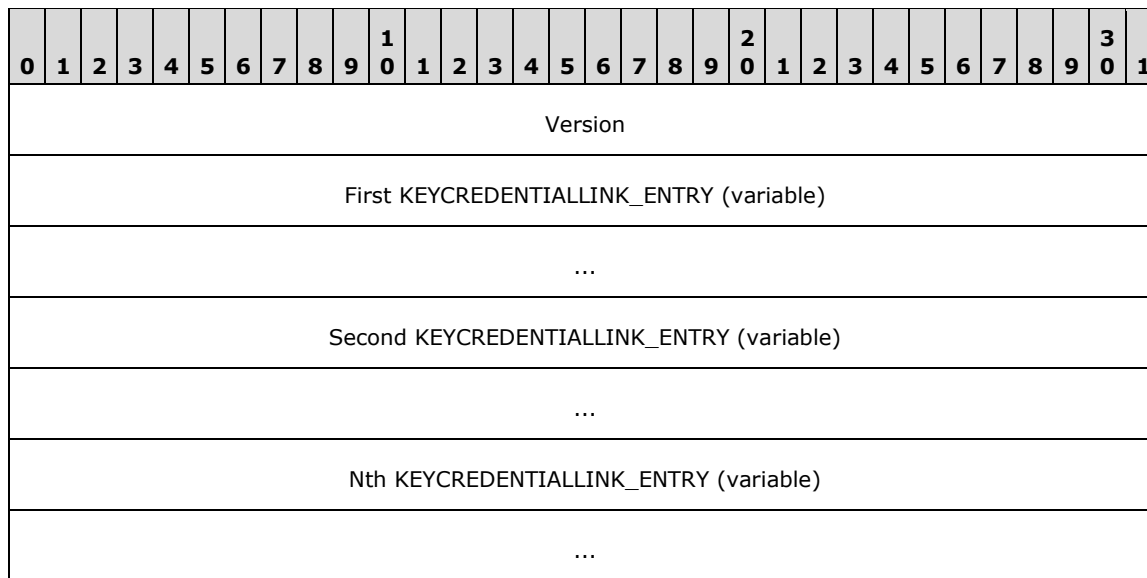 1 2 3
0 1 2 3 4 5 6 7 8 9 0 1 2 3 4 5 6 7 8 9 0 1 2 3 4 5 6 7 8 9 0 1
Version
First KEYCREDENTIALLINK_ENTRY (variable)
...
Second KEYCREDENTIALLINK_ENTRY (variable)
...
Nth KEYCREDENTIALLINK_ENTRY (variable)
...